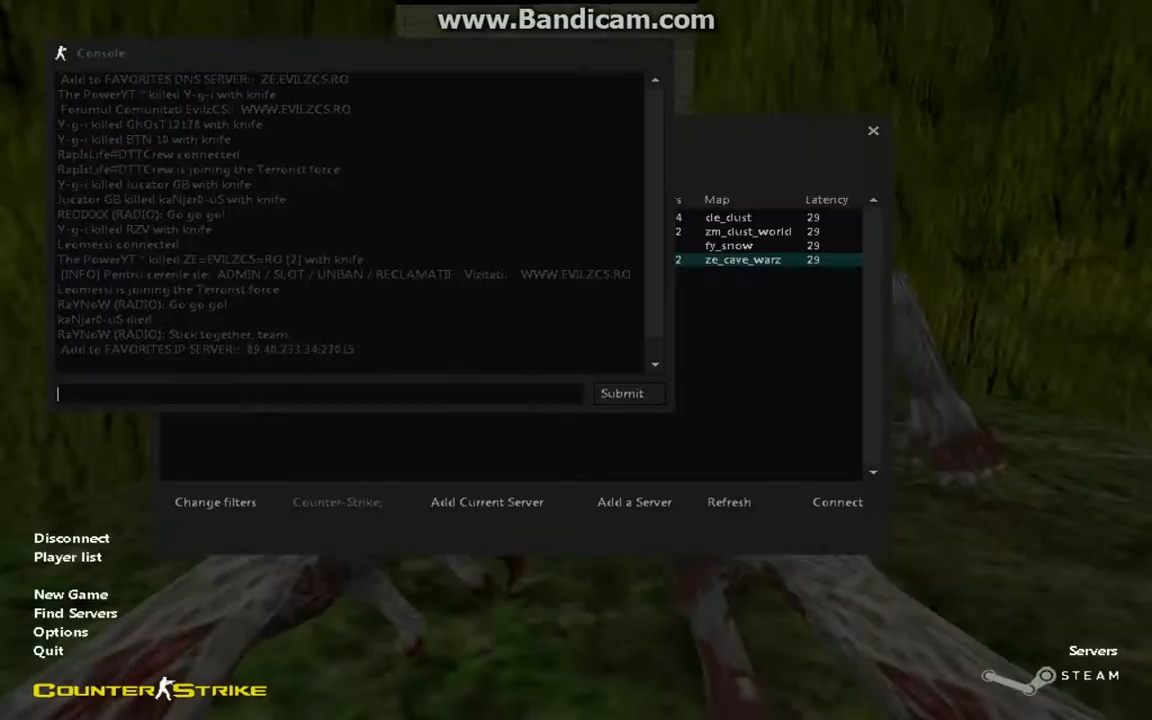 www.Bandicam.com
Console
Add to FAVORITES DNS SERVER:: ZE.EVILZCS.RO
The PowerYT * killed Y-g-i with knife
Forumul Comunitati EvilzCS:: WWW.EVILZCS.RO
Y-g-i killed GhOsT12178 with knife
Y-g-i killed BTN 10 with knife
RapIsLife#DTTCrew connected
RapIsLife#DTTCrew is joining the Terrorist force
Y-g-i killed Jucator GB with knife
Jucator GB killed kaNjar0-uS with knife
REDDXXX (RADIO): Go go go!
Y-g-i killed RZV with knife
Leomessi connected
The PowerYT * killed ZE=EVILZCS=RO [2] with knife
[INFO] Pentru cererile de: ADMIN / SLOT / UNBAN / RECLAMATII Vizitati: WWW.EVILZCS.RO
Leomessi is joining the Terrorist force
RaYNoW (RADIO): Go go go!
kaNjar0-uS died
RaYNoW (RADIO): Stick together, team.
Add to FAVORITES IP SERVER:: 89.40.233.34:27015
Submit
s Map Latency
4 de_dust 29
2 zm_dust_world 29
fy_snow 29
2 ze_cave_warz 29
Change filters Counter-Strike; Add Current Server Add a Server Refresh Connect
Disconnect
Player list
New Game
Find Servers
Options
Quit
COUNTER STRIKE
Servers
STEAM